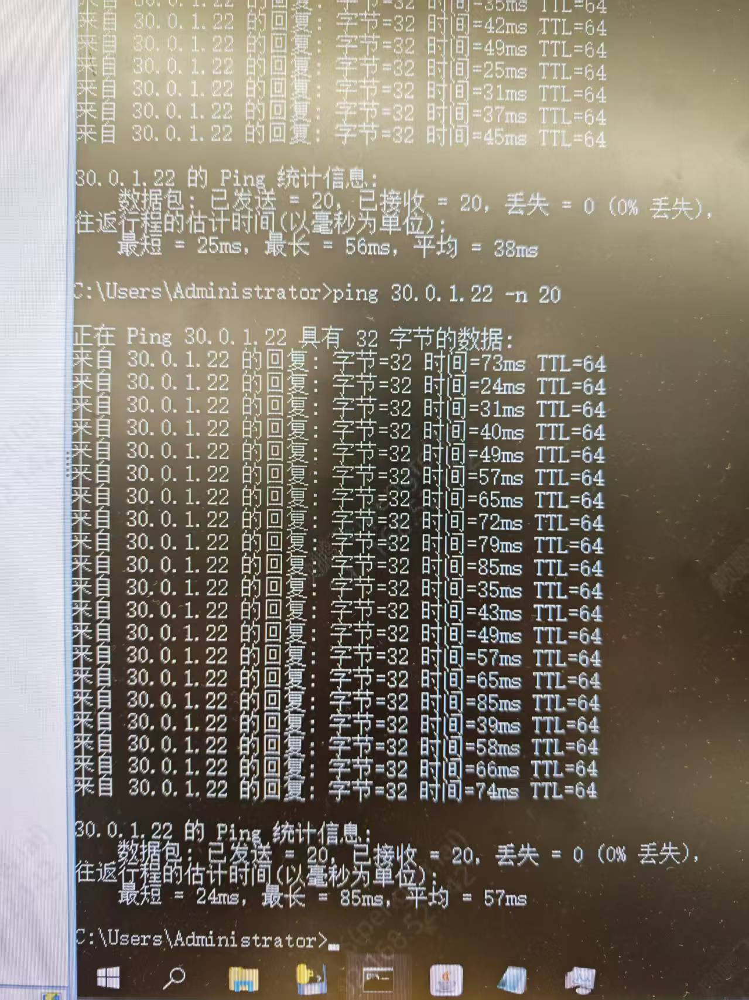 来自 30.0.1.22 的回复: 字节=32 时间=35ms TTL=64
来自 30.0.1.22 的回复: 字节=32 时间=42ms TTL=64
来自 30.0.1.22 的回复: 字节=32 时间=49ms TTL=64
来自 30.0.1.22 的回复: 字节=32 时间=25ms TTL=64
来自 30.0.1.22 的回复: 字节=32 时间=31ms TTL=64
来自 30.0.1.22 的回复: 字节=32 时间=37ms TTL=64
来自 30.0.1.22 的回复: 字节=32 时间=45ms TTL=64
30.0.1.22 的 Ping 统计信息:
数据包: 已发送 = 20, 已接收 = 20, 丢失 = 0 (0% 丢失),
往返行程的估计时间(以毫秒为单位):
最短 = 25ms, 最长 = 56ms, 平均 = 38ms
C:\Users\Administrator>ping 30.0.1.22 -n 20
正在 Ping 30.0.1.22 具有 32 字节的数据:
来自 30.0.1.22 的回复: 字节=32 时间=73ms TTL=64
来自 30.0.1.22 的回复: 字节=32 时间=24ms TTL=64
来自 30.0.1.22 的回复: 字节=32 时间=31ms TTL=64
来自 30.0.1.22 的回复: 字节=32 时间=40ms TTL=64
来自 30.0.1.22 的回复: 字节=32 时间=49ms TTL=64
来自 30.0.1.22 的回复: 字节=32 时间=57ms TTL=64
来自 30.0.1.22 的回复: 字节=32 时间=65ms TTL=64
来自 30.0.1.22 的回复: 字节=32 时间=72ms TTL=64
来自 30.0.1.22 的回复: 字节=32 时间=79ms TTL=64
来自 30.0.1.22 的回复: 字节=32 时间=85ms TTL=64
来自 30.0.1.22 的回复: 字节=32 时间=35ms TTL=64
来自 30.0.1.22 的回复: 字节=32 时间=43ms TTL=64
来自 30.0.1.22 的回复: 字节=32 时间=49ms TTL=64
来自 30.0.1.22 的回复: 字节=32 时间=57ms TTL=64
来自 30.0.1.22 的回复: 字节=32 时间=65ms TTL=64
来自 30.0.1.22 的回复: 字节=32 时间=85ms TTL=64
来自 30.0.1.22 的回复: 字节=32 时间=39ms TTL=64
来自 30.0.1.22 的回复: 字节=32 时间=58ms TTL=64
来自 30.0.1.22 的回复: 字节=32 时间=66ms TTL=64
来自 30.0.1.22 的回复: 字节=32 时间=74ms TTL=64
30.0.1.22 的 Ping 统计信息:
数据包: 已发送 = 20, 已接收 = 20, 丢失 = 0 (0% 丢失),
往返行程的估计时间(以毫秒为单位):
最短 = 24ms, 最长 = 85ms, 平均 = 57ms
C:\Users\Administrator>